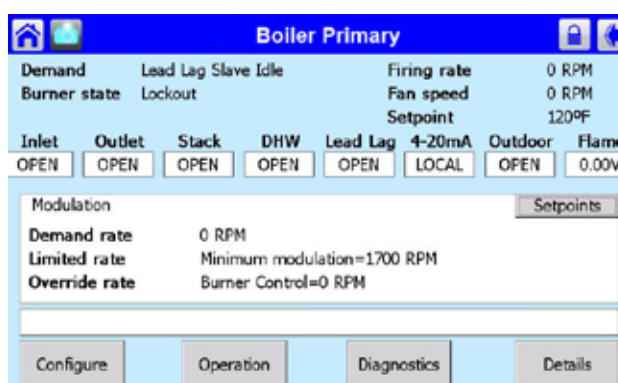 Boiler Primary
Demand Lead Lag Slave Idle Firing rate 0 RPM
Burner state Lockout Fan speed 0 RPM
Setpoint 120ºF
Inlet Outlet Stack DHW Lead Lag 4-20mA Outdoor Flame
OPEN OPEN OPEN OPEN OPEN LOCAL OPEN 0.00V
Modulation Setpoints
Demand rate 0 RPM
Limited rate Minimum modulation=1700 RPM
Override rate Burner Control=0 RPM
Configure Operation Diagnostics Details